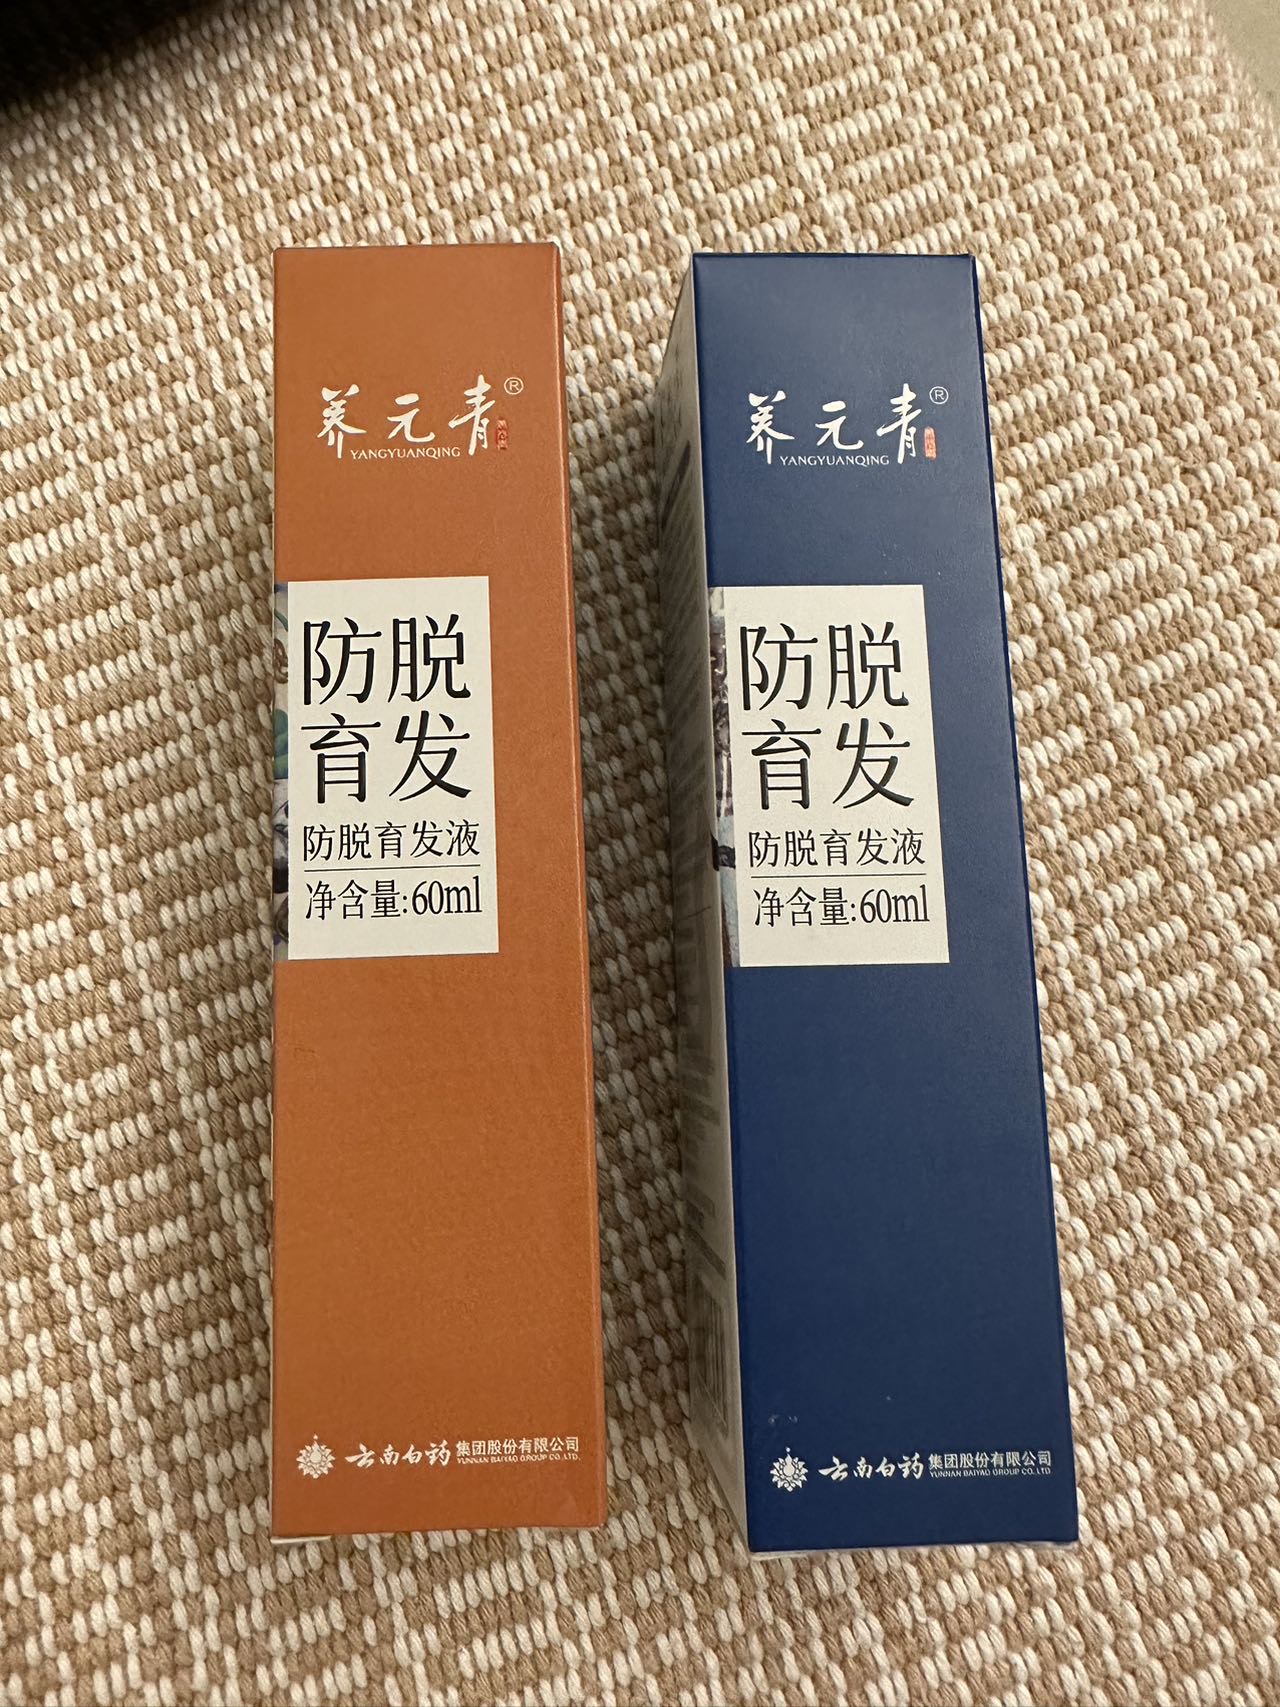 养元青®
YANGYUANQING
防脱
育发
防脱育发液
净含量:60ml
云南白药 集团股份有限公司
YUNNAN BAIYAO GROUP CO.,LTD.
养元青®
YANGYUANQING
防脱
育发
防脱育发液
净含量:60ml
云南白药 集团股份有限公司
YUNNAN BAIYAO GROUP CO.,LTD